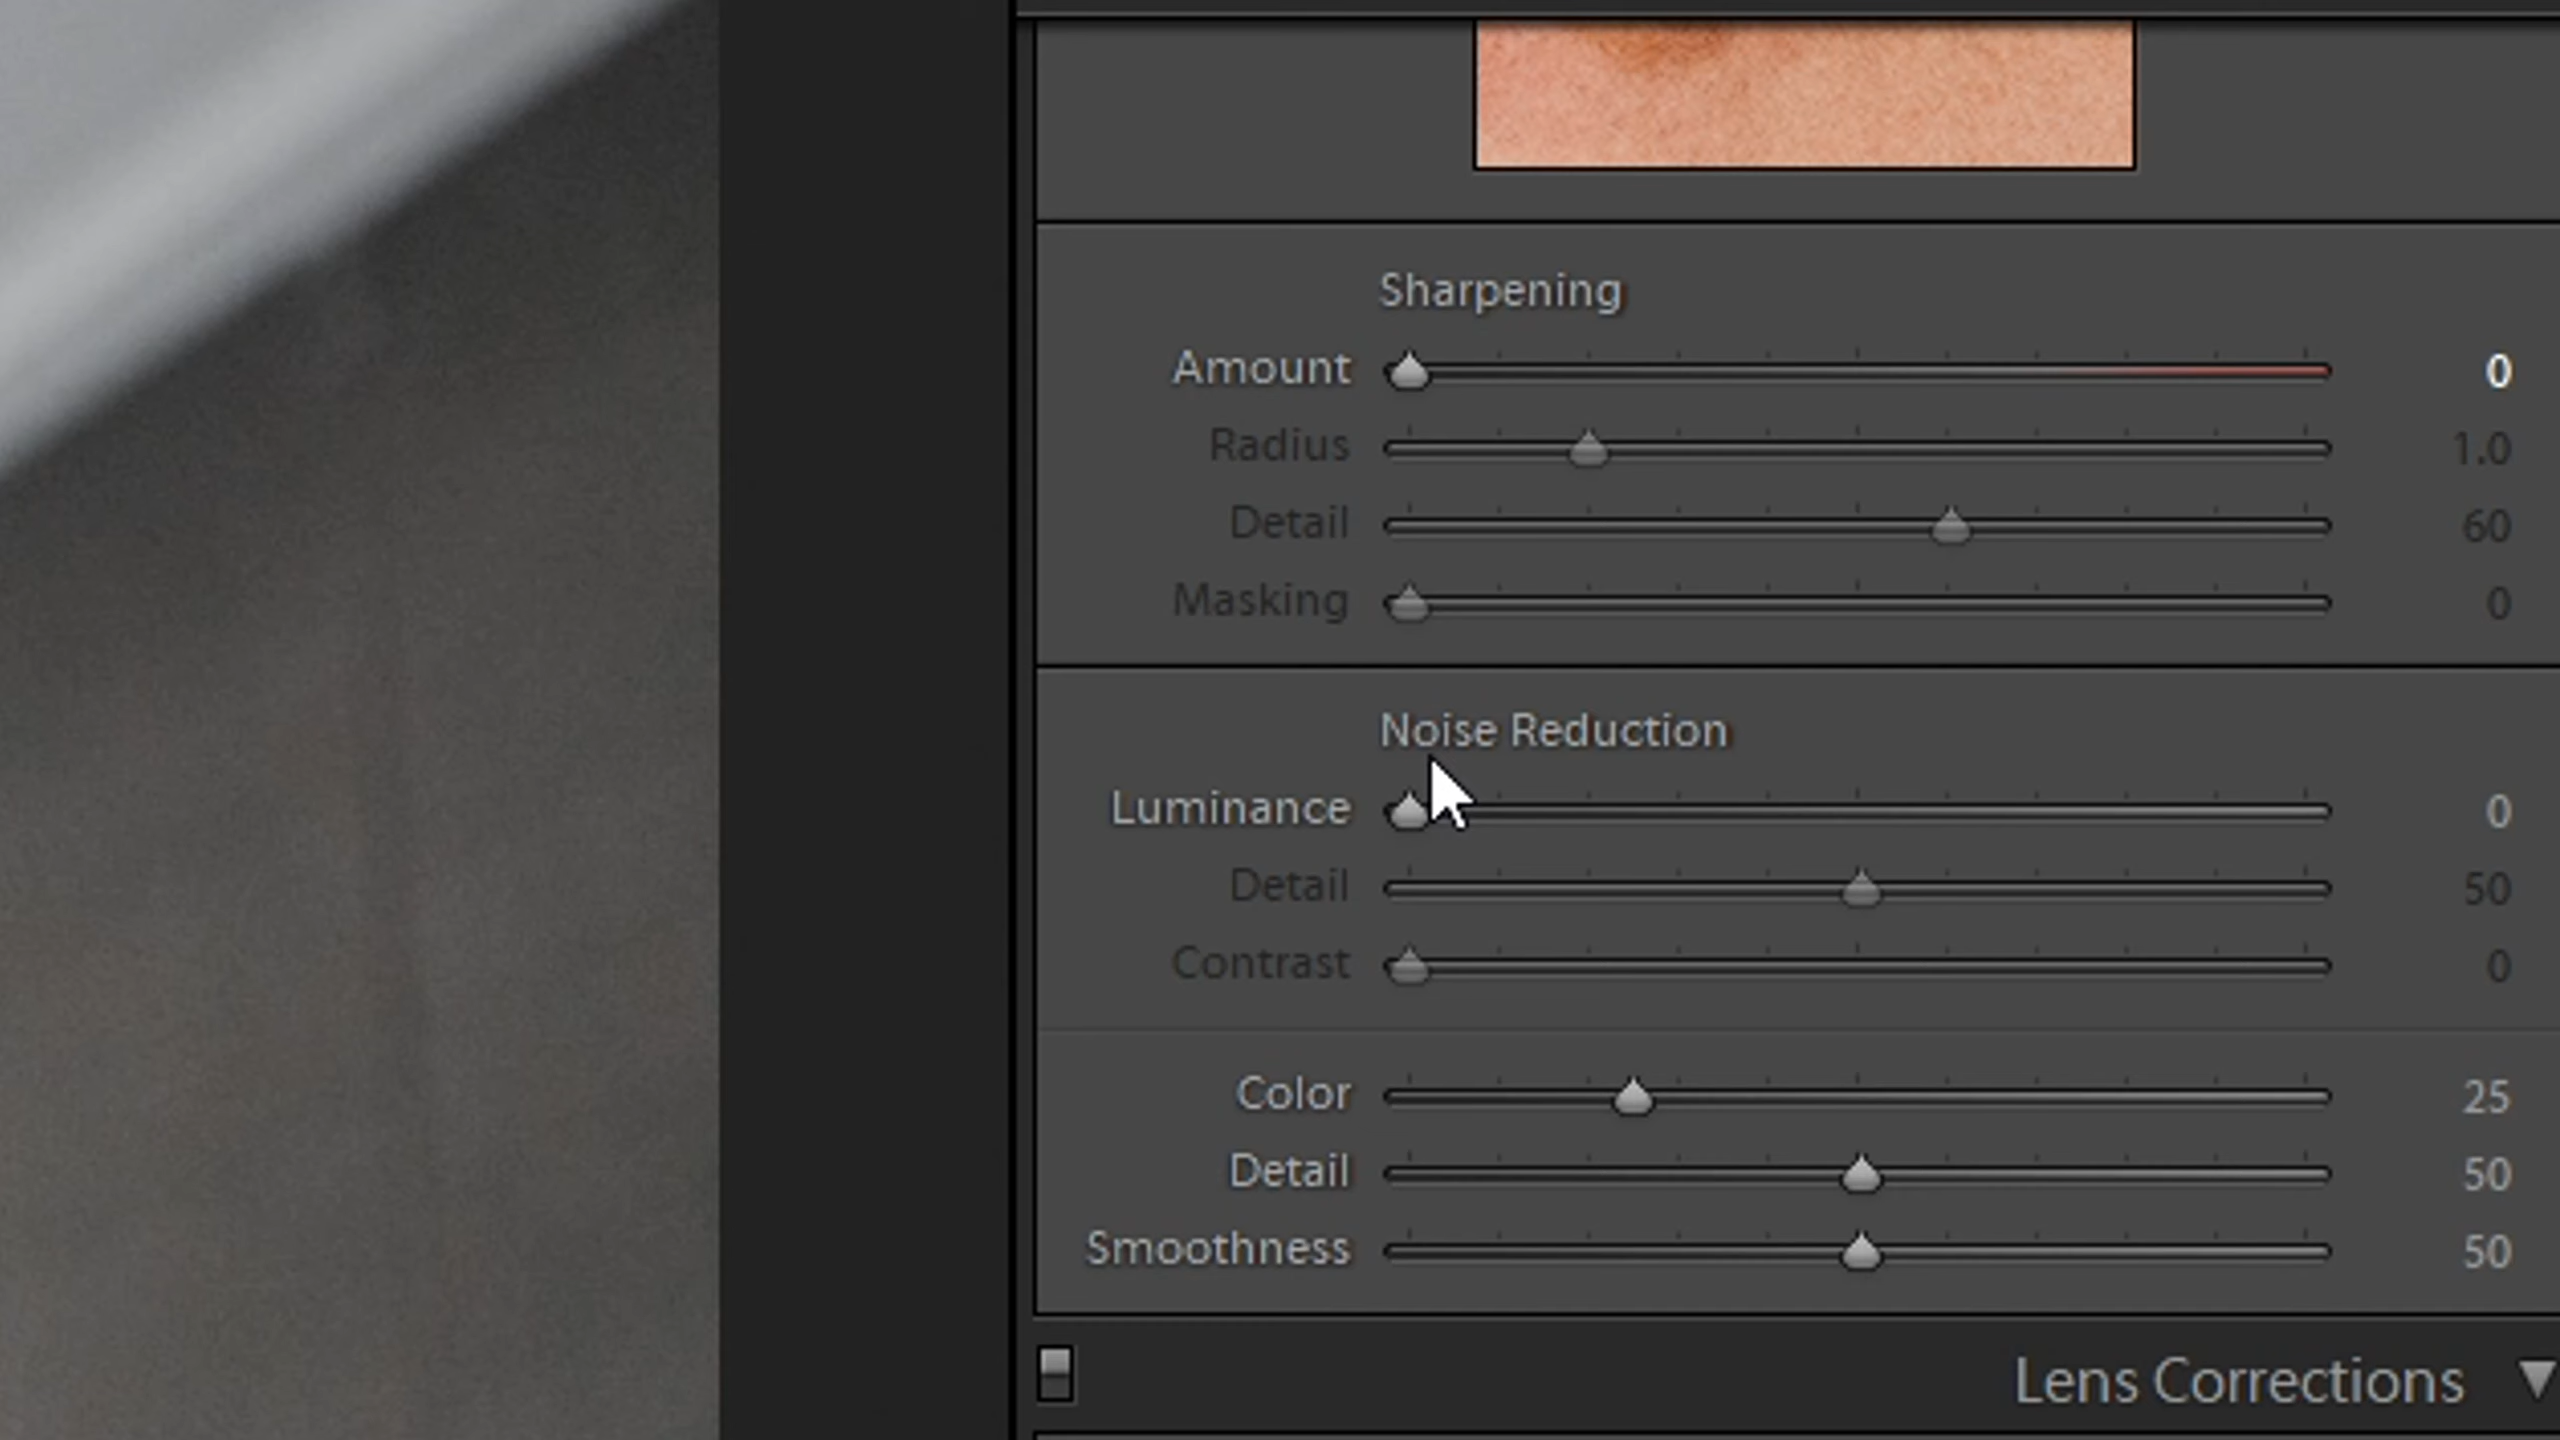 Sharpening
Amount 0
Radius 1.0
Detail 60
Masking 0
Noise Reduction
Luminance 0
Detail 50
Contrast 0
Color 25
Detail 50
Smoothness 50
Lens Corrections